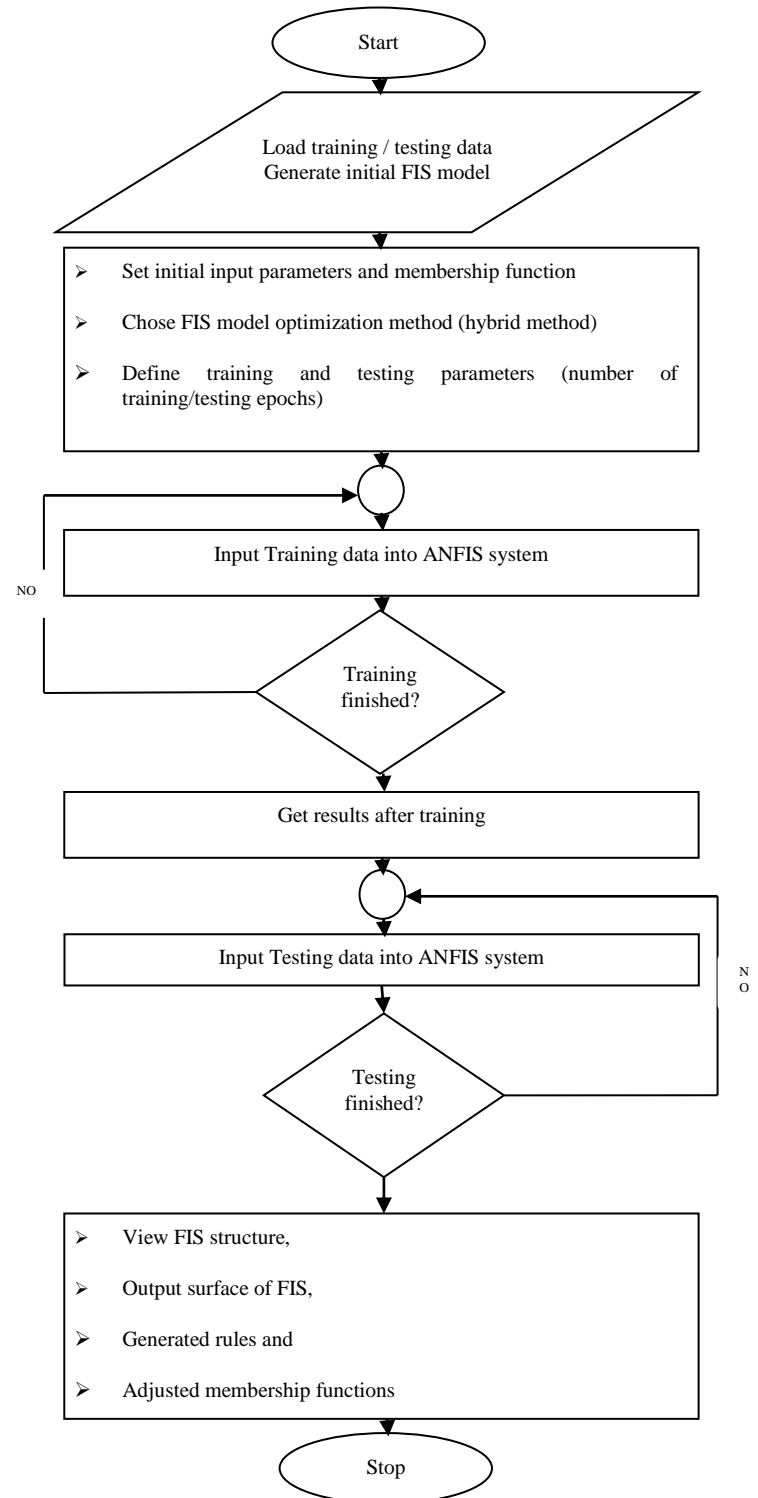 Start
Load training / testing data
Generate initial FIS model
➢ Set initial input parameters and membership function
➢ Chose FIS model optimization method (hybrid method)
➢ Define training and testing parameters (number of
training/testing epochs)
Input Training data into ANFIS system
NO
Training
finished?
Get results after training
Input Testing data into ANFIS system
N
O
Testing
finished?
➢ View FIS structure,
➢ Output surface of FIS,
➢ Generated rules and
➢ Adjusted membership functions
Stop